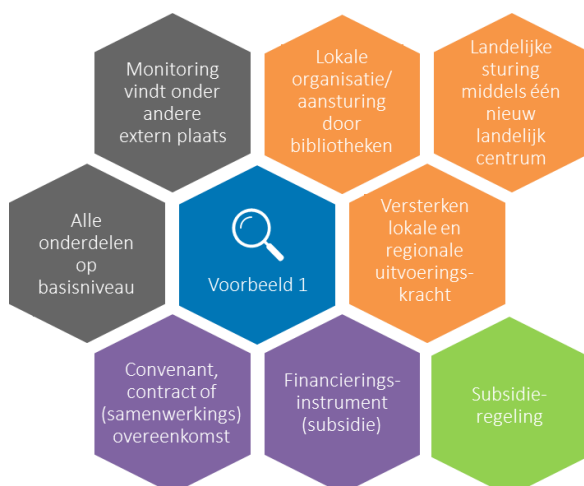 Monitoring
vindt onder
andere
extern plaats
Lokale
organisatie/
aansturing
door
bibliotheken
Landelijke
sturing
middels één
nieuw
landelijk
centrum
Alle
onderdelen
op
basisniveau
Voorbeeld 1
Versterken
lokale en
regionale
uitvoerings-
kracht
Convenant,
contract of
(samenwerkings)
overeenkomst
Financierings-
instrument
(subsidie)
Subsidie-
regeling